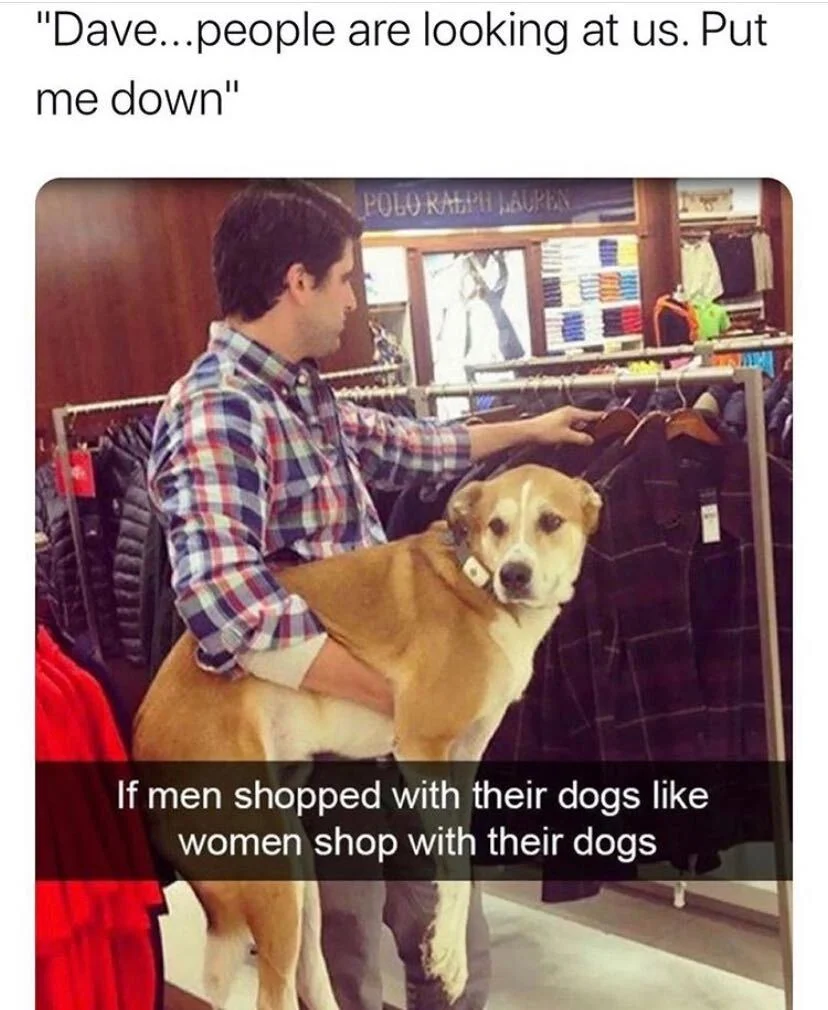 "Dave...people are looking at us. Put
me down"
POLO RALPH LAUREN
If men shopped with their dogs like
women shop with their dogs